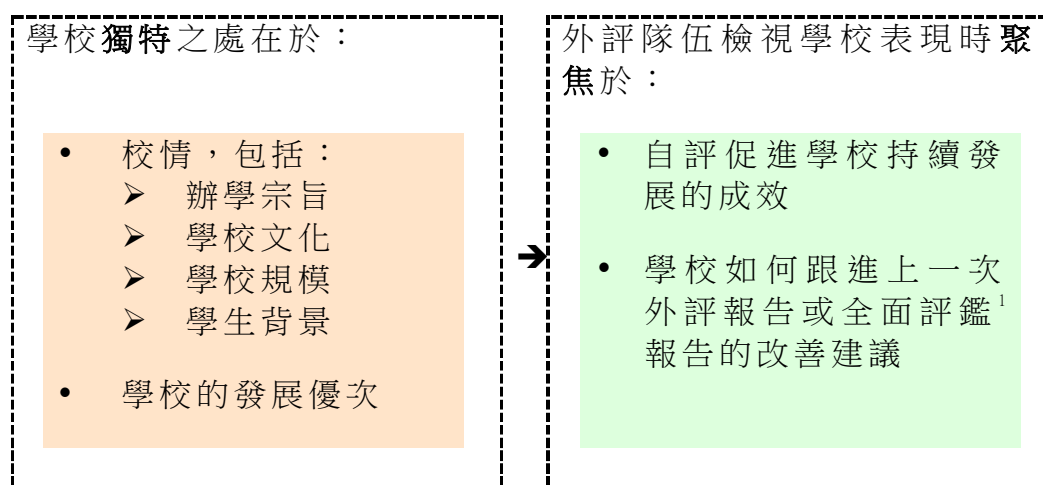 學校獨特之處在於：
• 校情，包括：
➢ 辦學宗旨
➢ 學校文化
➢ 學校規模
➢ 學生背景
• 學校的發展優次
➔
外評隊伍檢視學校表現時聚
焦於：
• 自評促進學校持續發
展的成效
• 學校如何跟進上一次
外評報告或全面評鑑1
報告的改善建議